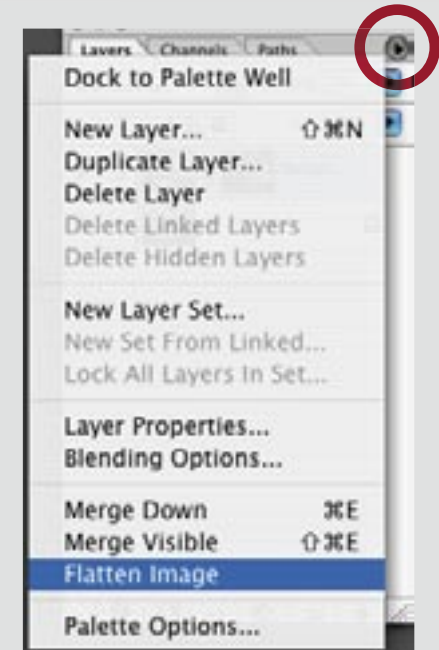 Layers Channels Paths
Dock to Palette Well
New Layer... ⇧⌘N
Duplicate Layer...
Delete Layer
Delete Linked Layers
Delete Hidden Layers
New Layer Set...
New Set From Linked...
Lock All Layers In Set...
Layer Properties...
Blending Options...
Merge Down ⌘E
Merge Visible ⇧⌘E
Flatten Image
Palette Options...